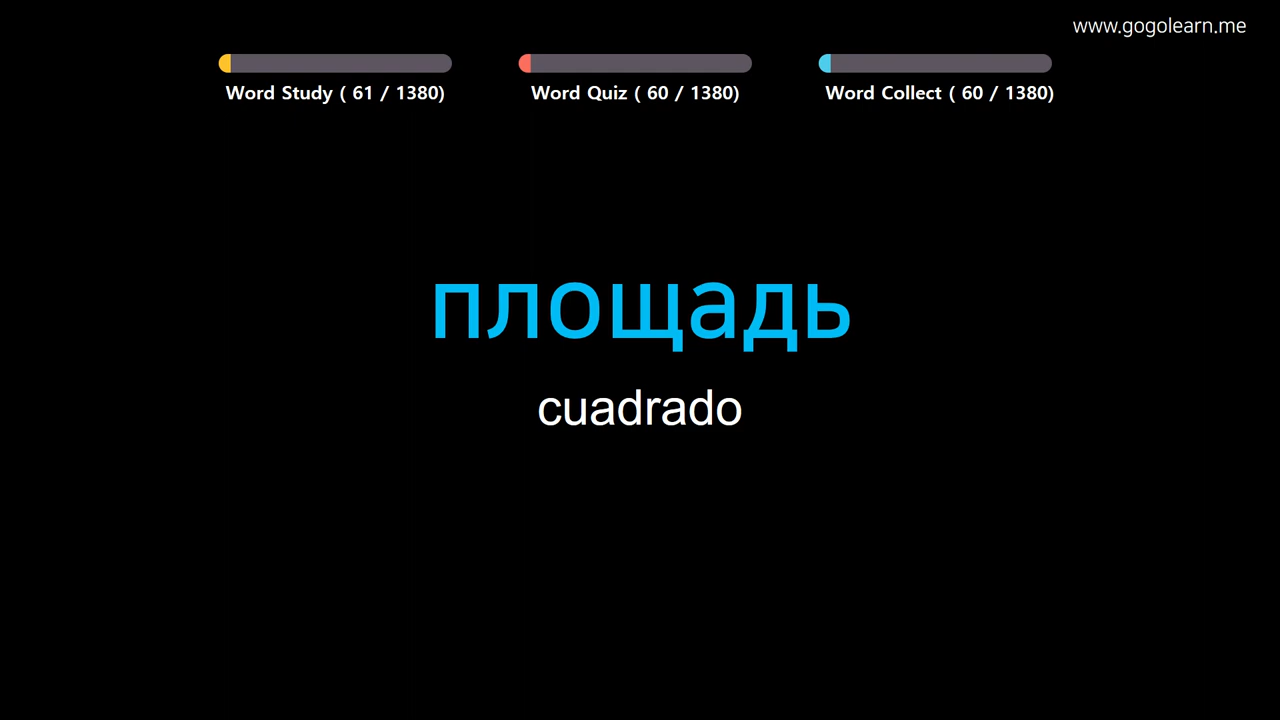 www.gogolearn.me
Word Study ( 61 / 1380)
Word Quiz ( 60 / 1380)
Word Collect ( 60 / 1380)
площадь
cuadrado